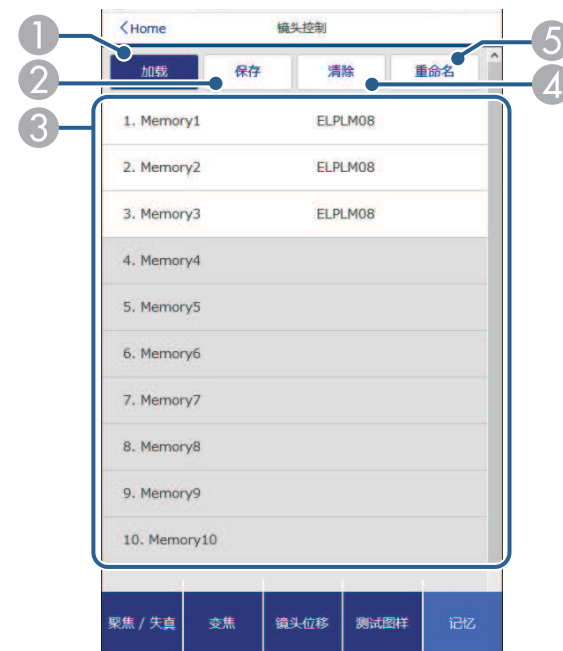 <Home 镜头控制
1 5
加载 保存 清除 重命名
2 4
3
1. Memory1 ELPLM08
2. Memory2 ELPLM08
3. Memory3 ELPLM08
4. Memory4
5. Memory5
6. Memory6
7. Memory7
8. Memory8
9. Memory9
10. Memory10
聚焦 / 失真 变焦 镜头位移 测试图样 记忆